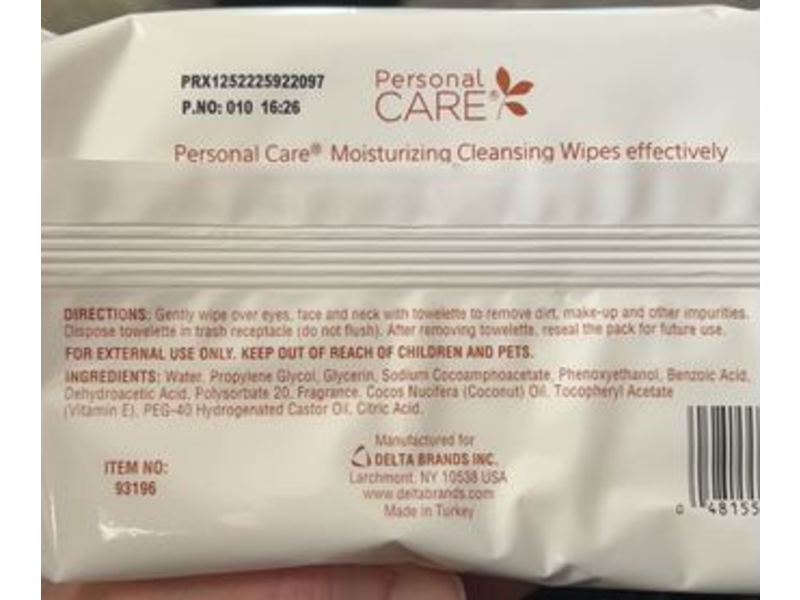 PRX1252225922097
P.NO: 010 16:26
Personal
CARE®
Personal Care® Moisturizing Cleansing Wipes effectively
DIRECTIONS: Gently wipe over eyes, face and neck with towelette to remove dirt, make-up and other impurities.
Dispose towelette in trash receptacle (do not flush). After removing towelette, reseal the pack for future use.
FOR EXTERNAL USE ONLY. KEEP OUT OF REACH OF CHILDREN AND PETS.
INGREDIENTS: Water, Propylene Glycol, Glycerin, Sodium Cocoamphoacetate, Phenoxyethanol, Benzoic Acid,
Dehydroacetic Acid, Polysorbate 20, Fragrance, Cocos Nucifera (Coconut) Oil, Tocopheryl Acetate
(Vitamin E), PEG-40 Hydrogenated Castor Oil, Citric Acid.
Manufactured for
DELTA BRANDS INC.
Larchmont, NY 10538 USA
www.deltabrands.com
Made in Turkey
ITEM NO:
93196
0 48155